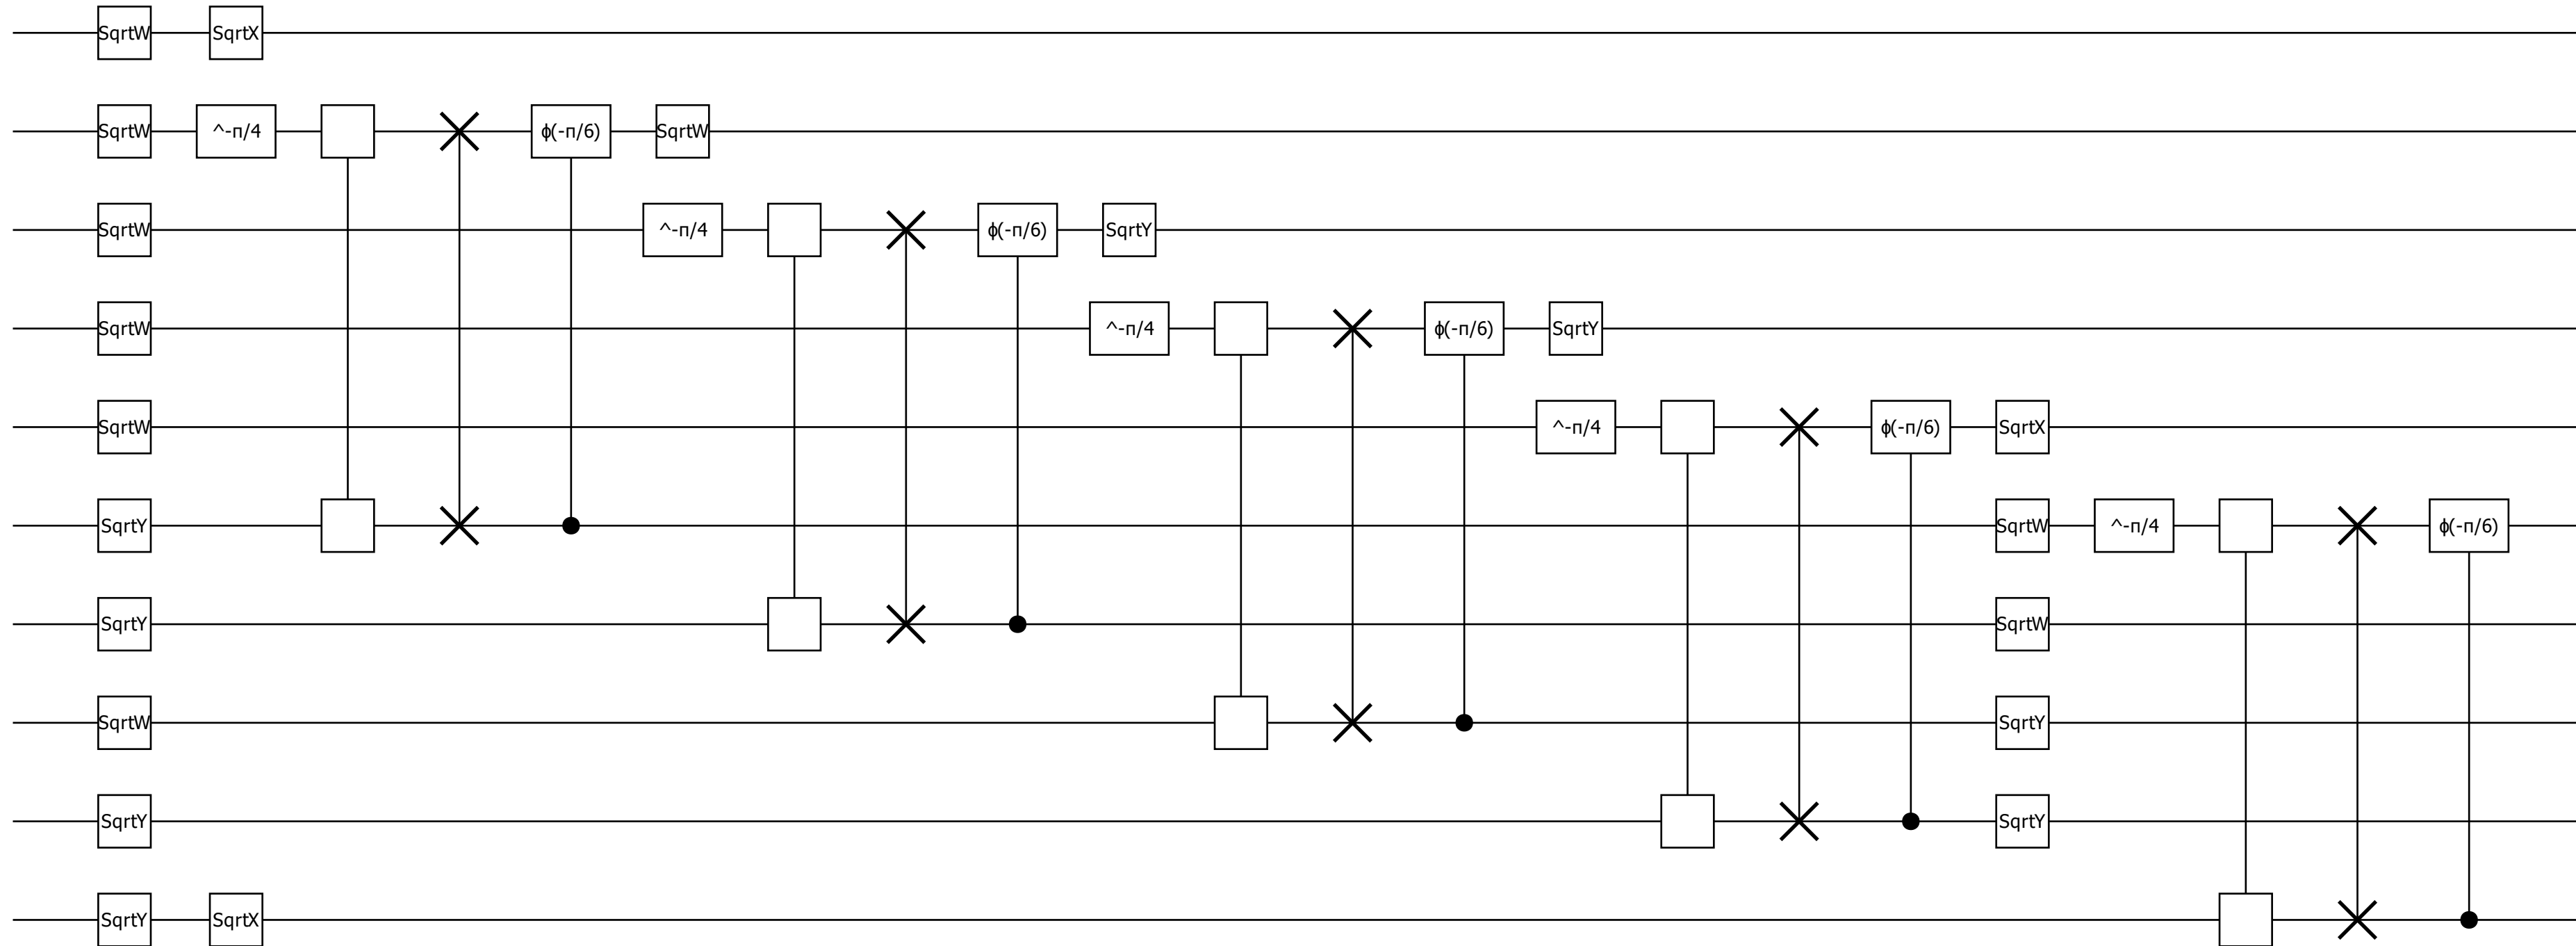 SqrtW SqrtX
SqrtW ^-π/4 ϕ(-π/6) SqrtW
SqrtW ^-π/4 ϕ(-π/6) SqrtY
SqrtW ^-π/4 ϕ(-π/6) SqrtY
SqrtW ^-π/4 ϕ(-π/6) SqrtX
SqrtY SqrtW ^-π/4 ϕ(-π/6)
SqrtY SqrtW
SqrtW SqrtY
SqrtY SqrtY
SqrtY SqrtX